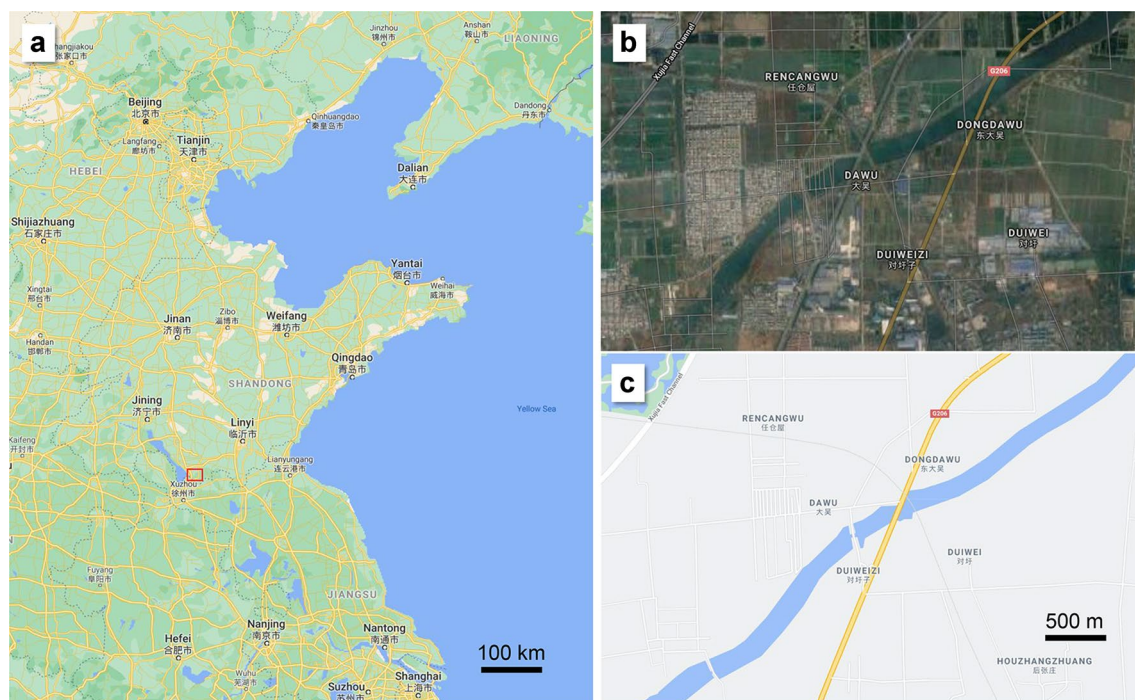 a
Jinzhou
锦州市
Anshan
鞍山市
LIAONING
张家口市
Beijing
北京市
Qinhuangdao
秦皇岛市
Dandong
丹东市
Langfang
廊坊市
Tianjin
天津市
HEBEI
Dalian
大连市
Shijiazhuang
石家庄市
Yantai
烟台市
Weihai
威海市
Xingtai
邢台市
Zibo
淄博市
Weifang
潍坊市
Jinan
济南市
Handan
邯郸市
Qingdao
青岛市
SHANDONG
Jining
济宁市
Yellow Sea
Linyi
临沂市
Kaifeng
开封市
Lianyungang
连云港市
Xuzhou
徐州市
Fuyang
阜阳市
JIANGSU
Nanjing
南京市
Nantong
南通市
Hefei
合肥市
100 km
Wuhu
芜湖市
Shanghai
上海市
Suzhou
苏州市
b
Xujia Fast Channel
RENCANGWU
任仓屋
G206
DONGDAWU
东大吴
DAWU
大吴
DUIWEI
对圩
DUIWEIZI
对圩子
c
Xujia Fast Channel
RENCANGWU
任仓屋
G206
DONGDAWU
东大吴
DAWU
大吴
DUIWEI
对圩
DUIWEIZI
对圩子
500 m
HOUZHANGZHUANG
后张庄